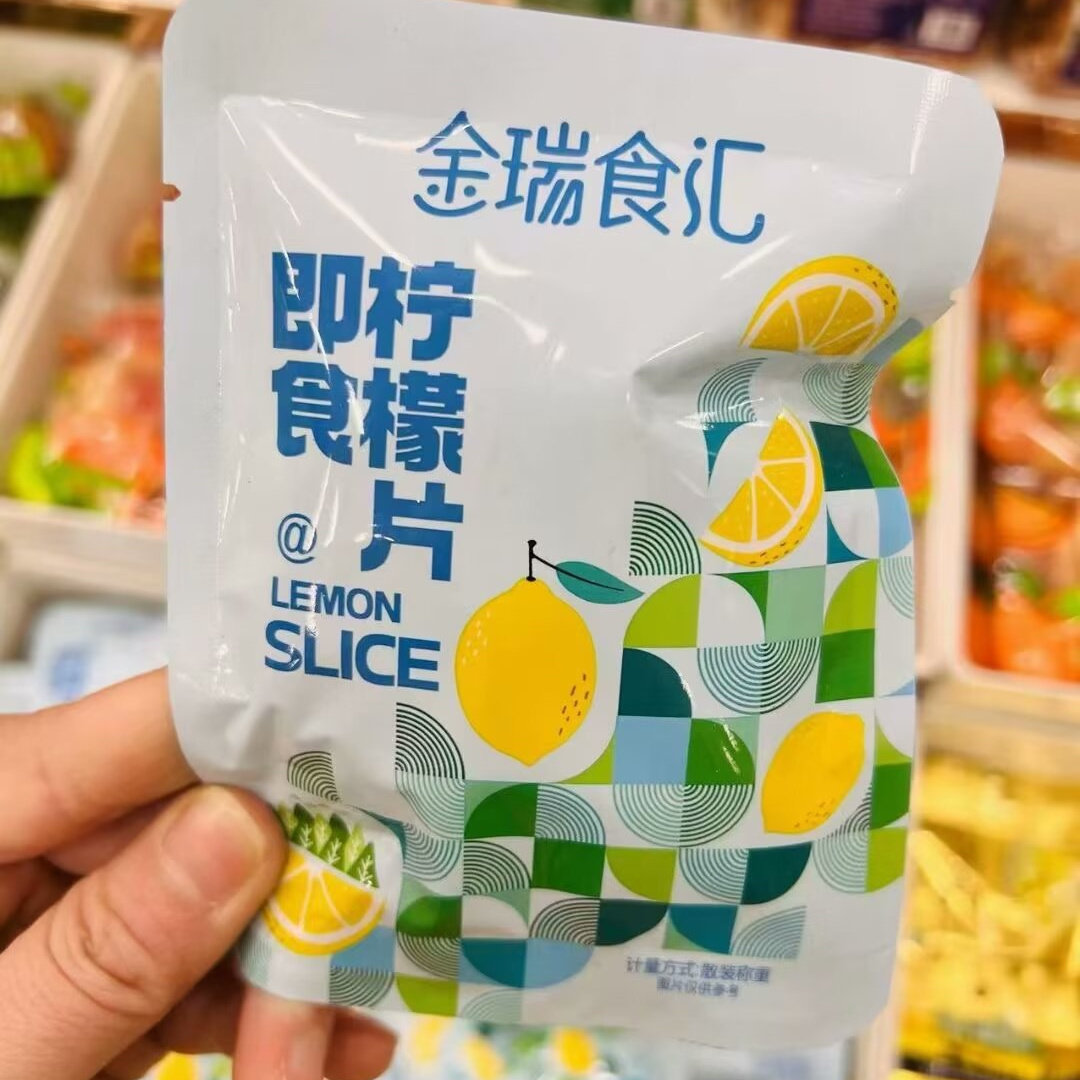 金瑞食汇
柠檬片
即食
@
LEMON
SLICE
计量方式:散装称重
图片仅供参考